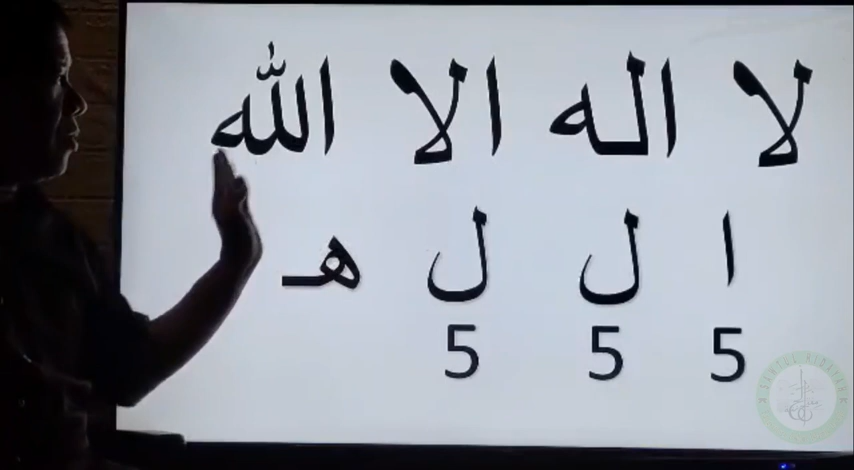 لا اله الا الله
ا ل ل هـ
5 5 5